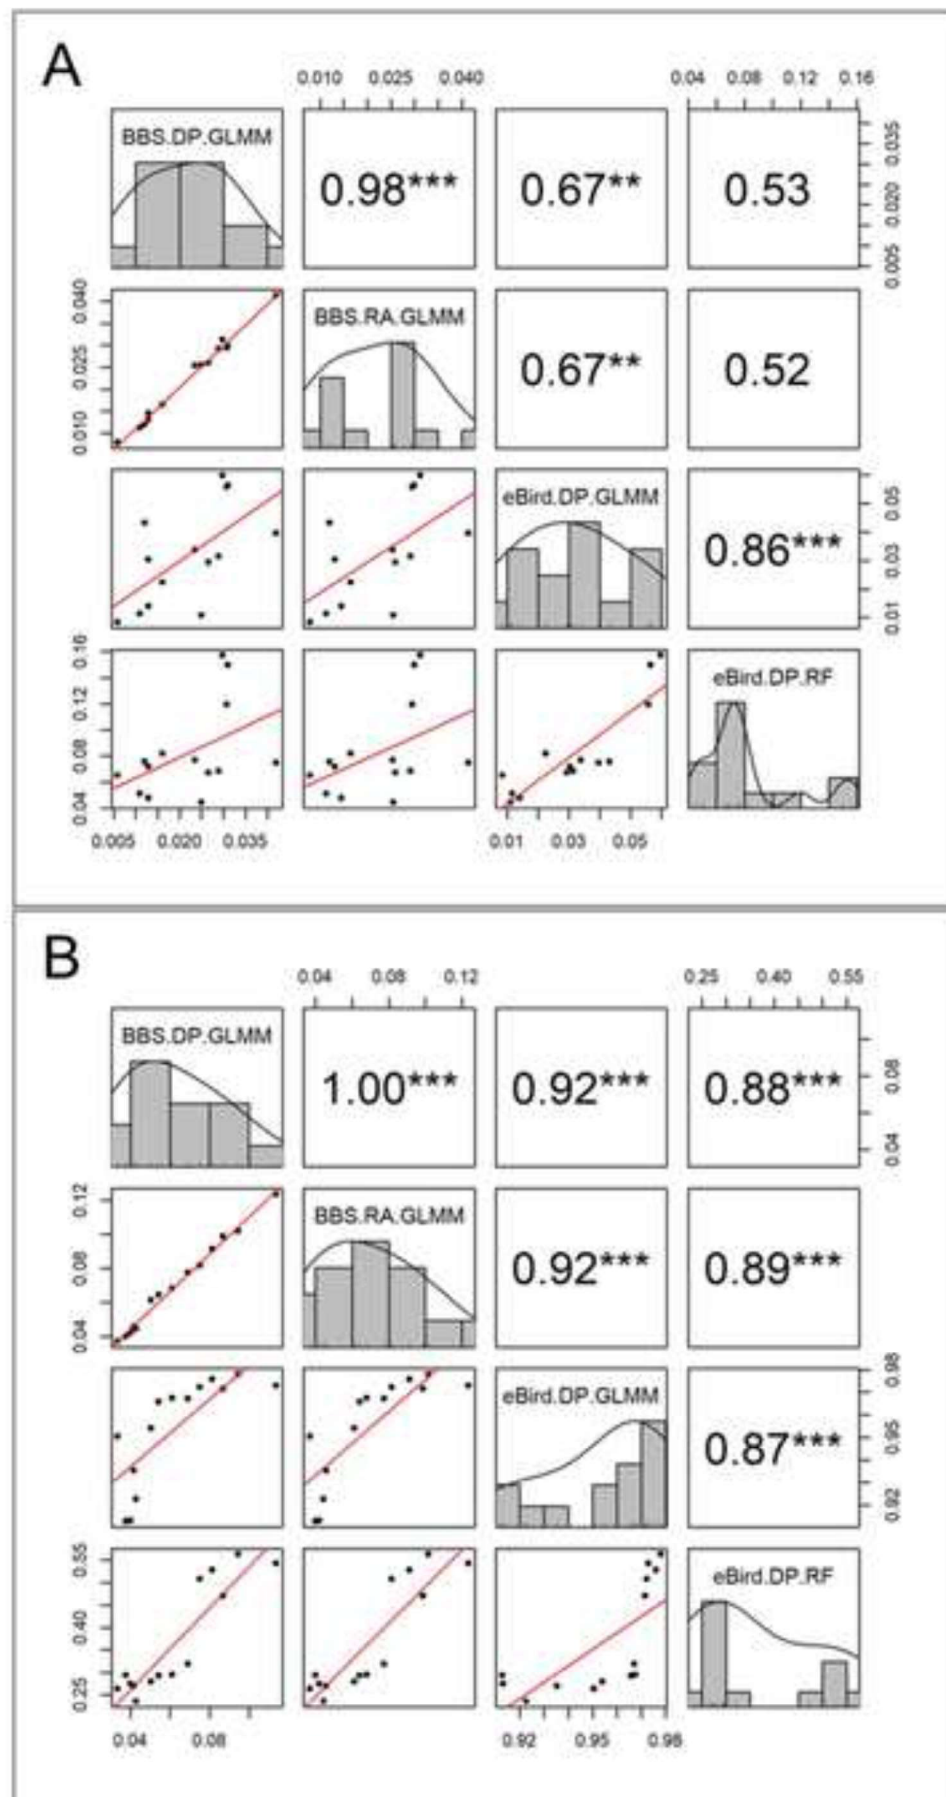 A
0.010 0.025 0.040
0.04 0.08 0.12 0.16
BBS.DP.GLMM
0.98***
0.67**
0.53
0.005 0.020 0.035
0.010 0.025 0.040
BBS.RA.GLMM
0.67**
0.52
eBird.DP.GLMM
0.86***
0.01 0.03 0.05
0.04 0.08 0.12 0.16
eBird.DP.RF
0.005 0.020 0.035
0.01 0.03 0.05
B
0.04 0.08 0.12
0.25 0.40 0.55
BBS.DP.GLMM
1.00***
0.92***
0.88***
0.04 0.08
0.04 0.08 0.12
BBS.RA.GLMM
0.92***
0.89***
eBird.DP.GLMM
0.87***
0.92 0.95 0.98
0.25 0.40 0.55
eBird.DP.RF
0.04 0.08
0.92 0.95 0.98